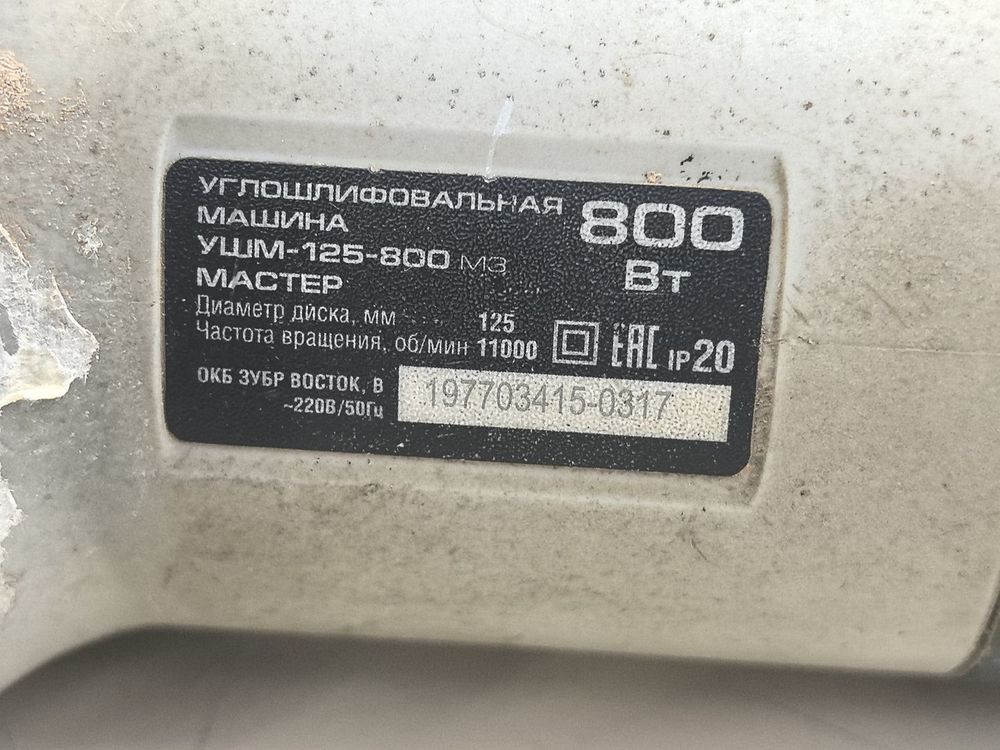 УГЛОШЛИФОВАЛЬНАЯ
МАШИНА
УШМ-125-800 М3
МАСТЕР
800
Вт
Диаметр диска, мм 125
Частота вращения, об/мин 11000
EAC IP20
ОКБ ЗУБР ВОСТОК, В
~220В/50Гц
197703415-0317